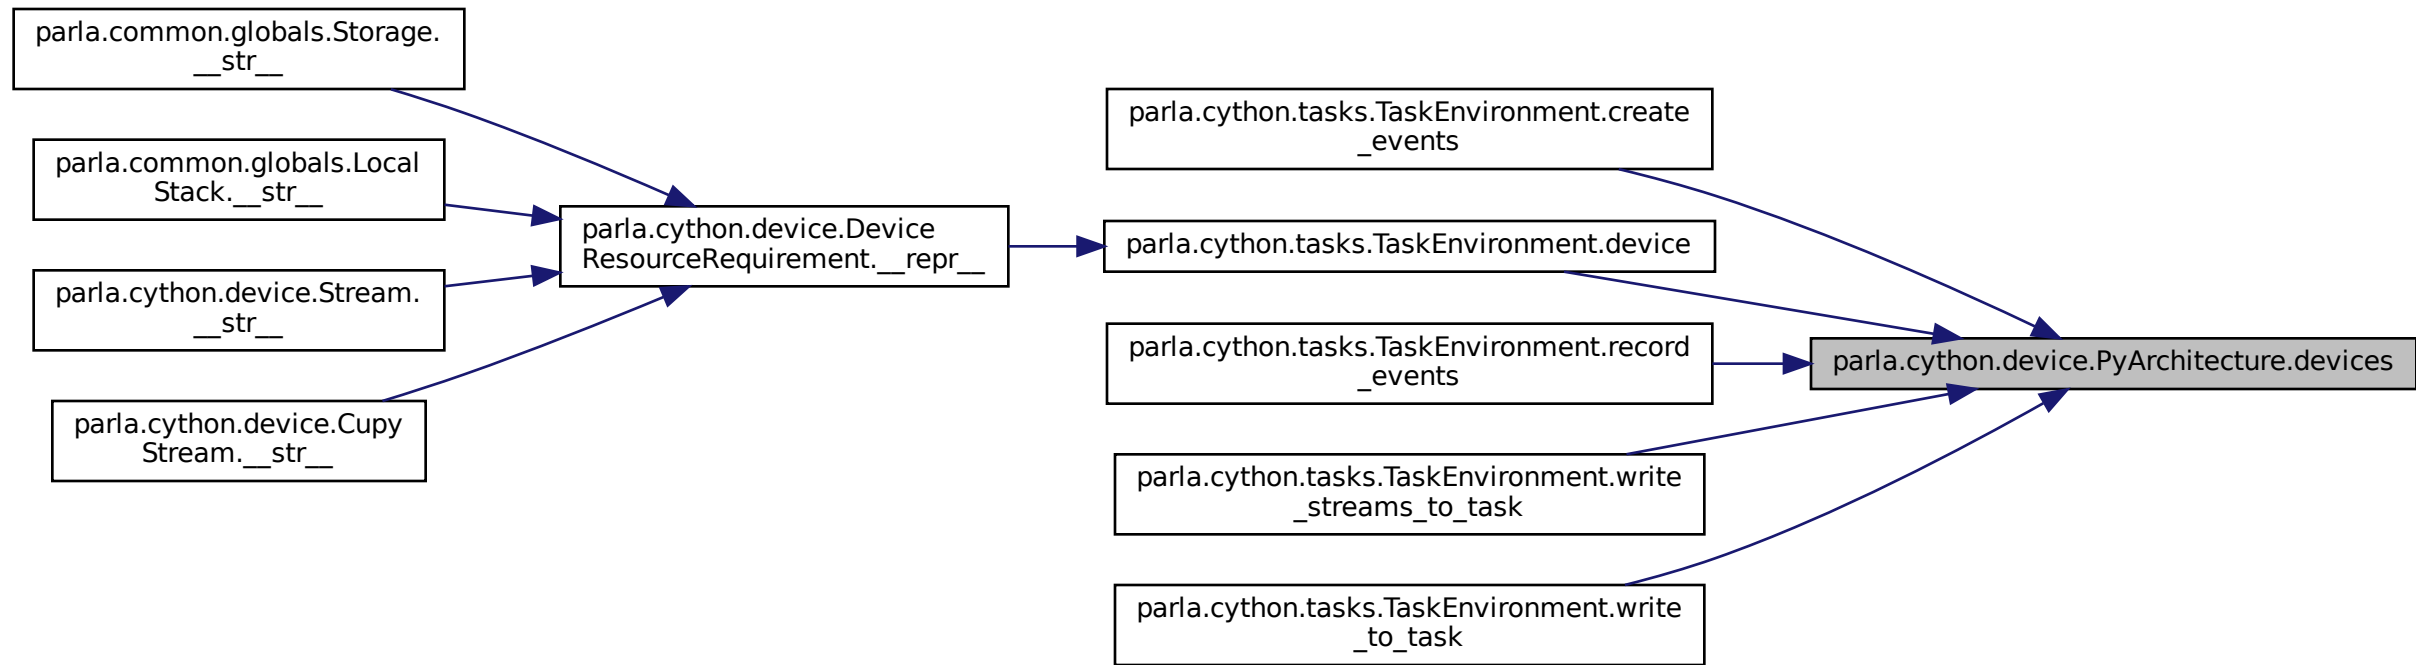 parla.common.globals.Storage.
__str__
parla.common.globals.Local
Stack.__str__
parla.cython.device.Stream.
__str__
parla.cython.device.Cupy
Stream.__str__
parla.cython.device.Device
ResourceRequirement.__repr__
parla.cython.tasks.TaskEnvironment.create
_events
parla.cython.tasks.TaskEnvironment.device
parla.cython.tasks.TaskEnvironment.record
_events
parla.cython.tasks.TaskEnvironment.write
_streams_to_task
parla.cython.tasks.TaskEnvironment.write
_to_task
parla.cython.device.PyArchitecture.devices